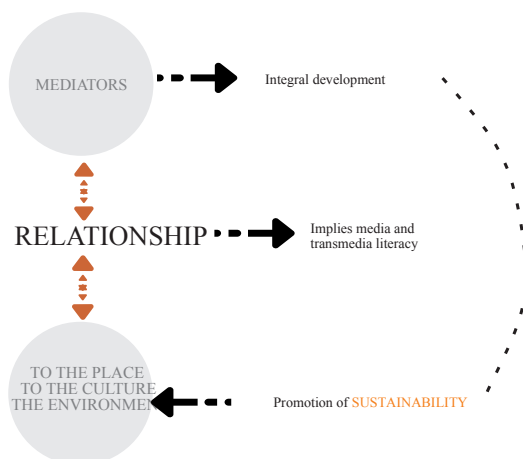 MEDIATORS
Integral development
RELATIONSHIP
Implies media and
transmedia literacy
TO THE PLACE
TO THE CULTURE
THE ENVIRONMEN
Promotion of SUSTAINABILITY